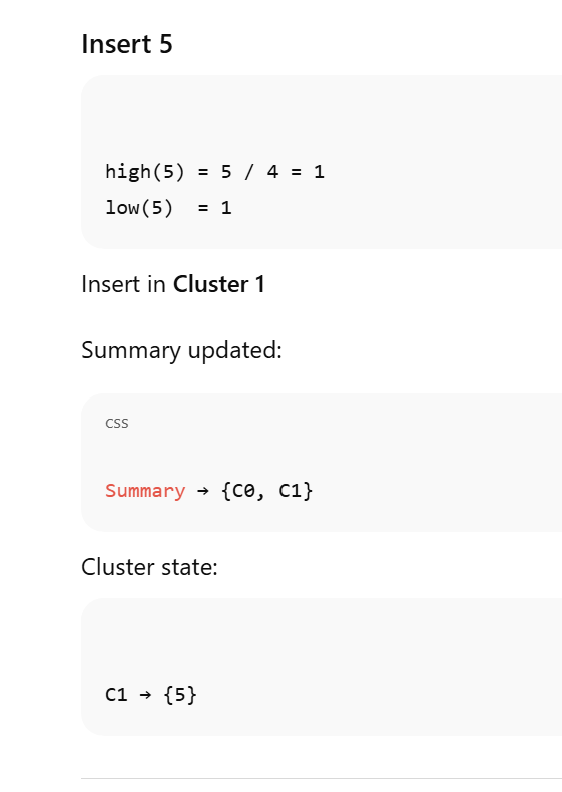 Insert 5
high(5) = 5 / 4 = 1
low(5)  = 1
Insert in Cluster 1
Summary updated:
css
Summary → {C0, C1}
Cluster state:
C1 → {5}